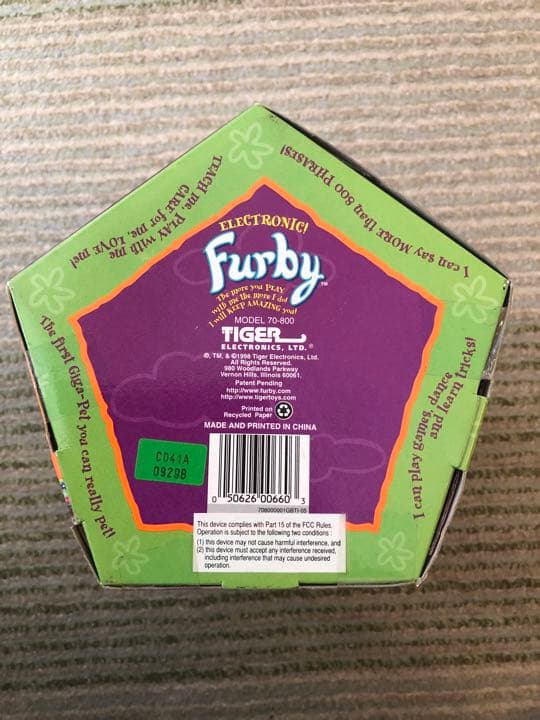 TEACH me, PLAY with me
CARE for me, LOVE me!
I can say MORE than 800 PHRASES!
The first Giga-Pet you can really pet!
I can play games, dance
and learn tricks!
ELECTRONIC!
Furby™
The more you PLAY
with me the more I do!
I will KEEP AMAZING you!
MODEL 70-800
TIGER
ELECTRONICS, LTD.®
®, TM, & ©1998 Tiger Electronics, Ltd.
All Rights Reserved.
980 Woodlands Parkway
Vernon Hills, Illinois 60061.
Patent Pending
http://www.furby.com
http://www.tigertoys.com
Printed on
Recycled Paper
MADE AND PRINTED IN CHINA
C041A
0929B
0 50626 00660 3
708000001GBTI-05
This device complies with Part 15 of the FCC Rules.
Operation is subject to the following two conditions :
(1) this device may not cause harmful interference, and
(2) this device must accept any interference received,
including interference that may cause undesired
operation.